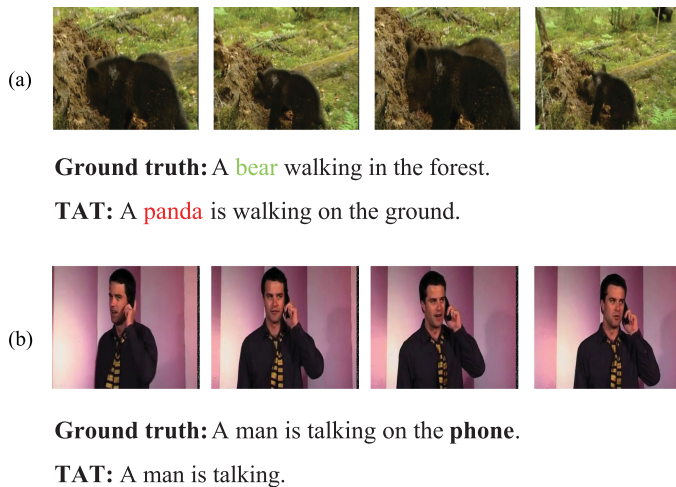 (a)
Ground truth: A bear walking in the forest.
TAT: A panda is walking on the ground.
(b)
Ground truth: A man is talking on the phone.
TAT: A man is talking.